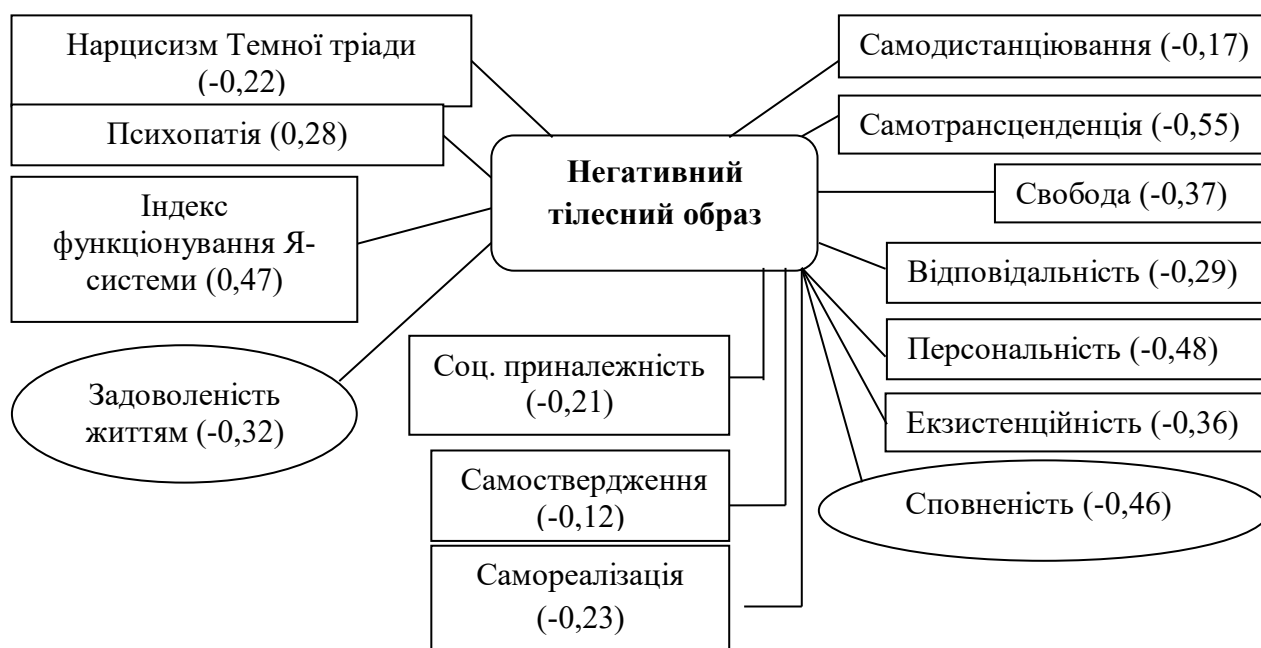 Нарцисизм Темної тріади
(-0,22)
Психопатія (0,28)
Індекс
функціонування Я-
системи (0,47)
Задоволеність
життям (-0,32)
Негативний
тілесний образ
Соц. приналежність
(-0,21)
Самоствердження
(-0,12)
Самореалізація
(-0,23)
Самодистанціювання (-0,17)
Самотрансценденція (-0,55)
Свобода (-0,37)
Відповідальність (-0,29)
Персональність (-0,48)
Екзистенційність (-0,36)
Сповненість (-0,46)